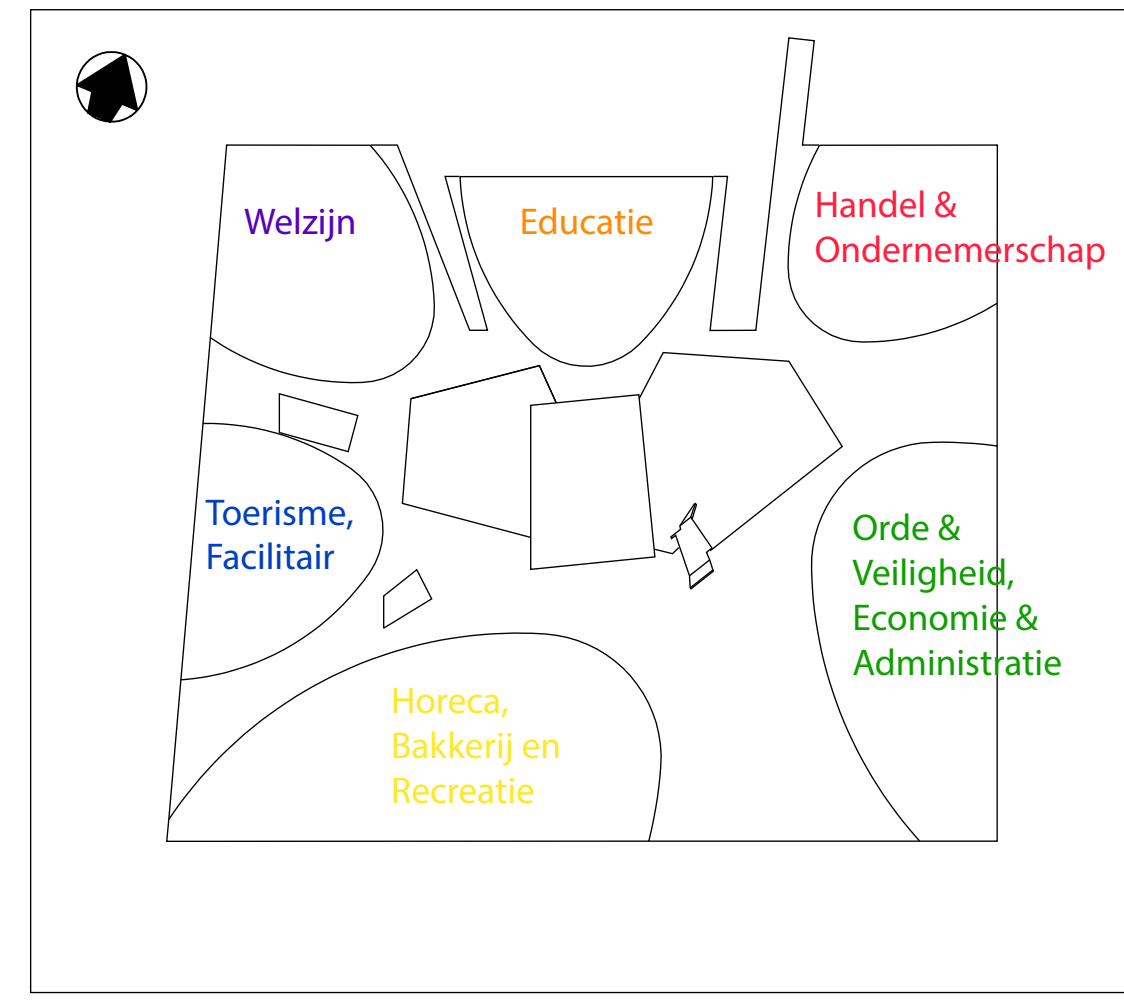 Welzijn
Educatie
Handel &
Ondernemerschap
Toerisme,
Facilitair
Orde &
Veiligheid,
Economie &
Administratie
Horeca,
Bakkerij en
Recreatie